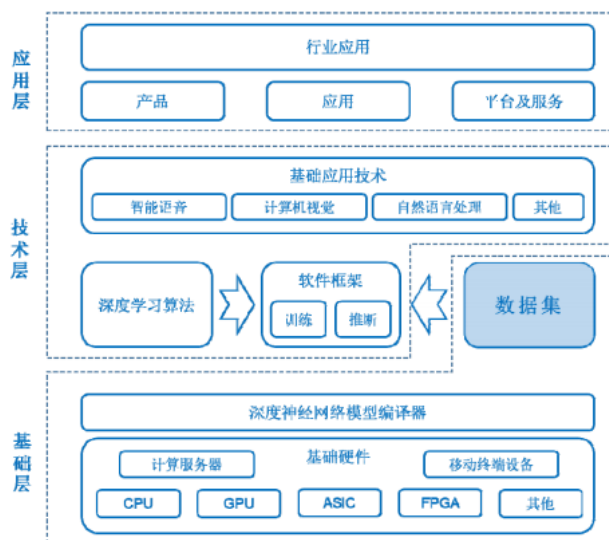 应用层
行业应用
产品
应用
平台及服务
技术层
基础应用技术
智能语音
计算机视觉
自然语言处理
其他
深度学习算法
软件框架
训练
推断
数据集
基础层
深度神经网络模型编译器
基础硬件
计算服务器
移动终端设备
CPU
GPU
ASIC
FPGA
其他